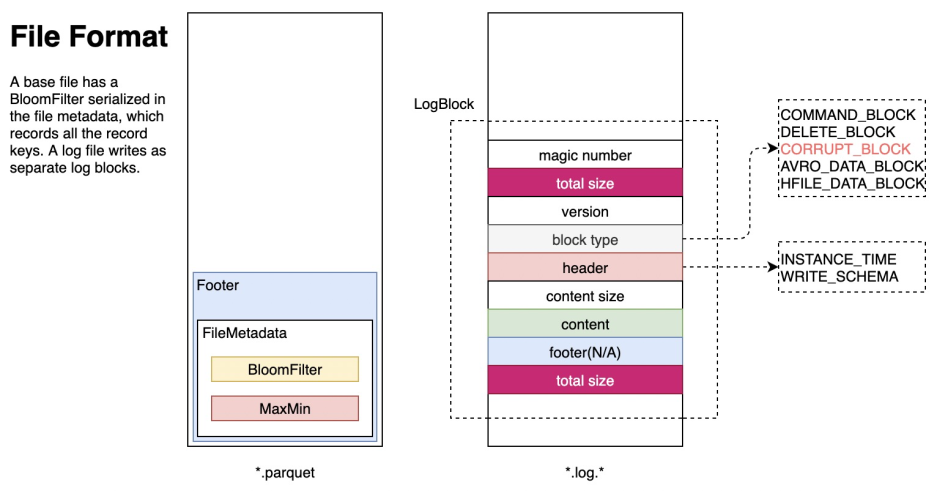 File Format
A base file has a
BloomFilter serialized in
the file metadata, which
records all the record
keys. A log file writes as
separate log blocks.
Footer
FileMetadata
BloomFilter
MaxMin
*.parquet
LogBlock
magic number
total size
version
block type
header
content size
content
footer(N/A)
total size
*.log.*
COMMAND_BLOCK
DELETE_BLOCK
CORRUPT_BLOCK
AVRO_DATA_BLOCK
HFILE_DATA_BLOCK
INSTANCE_TIME
WRITE_SCHEMA